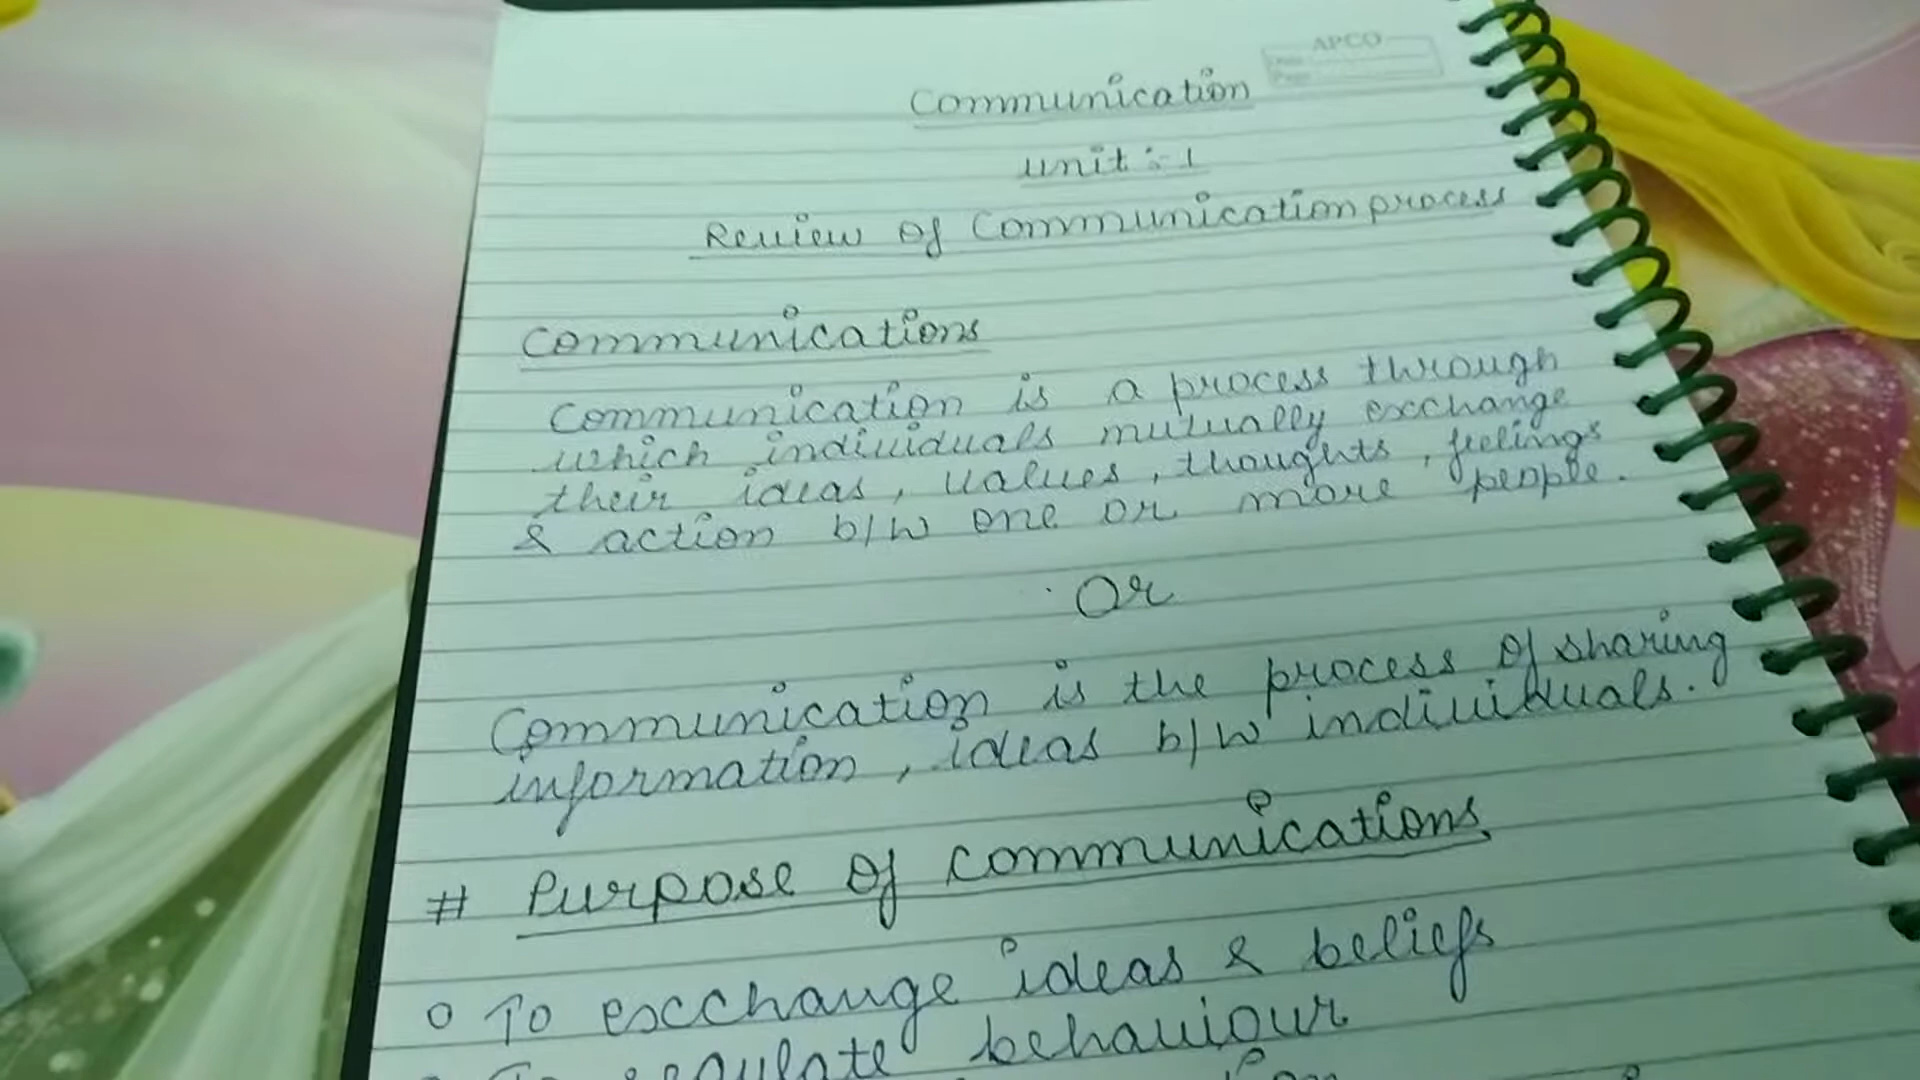 APCO
Communication
unit :- 1
Review of Communication process
Communications
Communication is a process through
which individuals mutually exchange
their ideas, values, thoughts, feelings
& action b/w one or more people.
Or
Communication is the process of sharing
information, ideas b/w individuals.
# Purpose of communications
o To exchange ideas & beliefs
To regulate behaviour